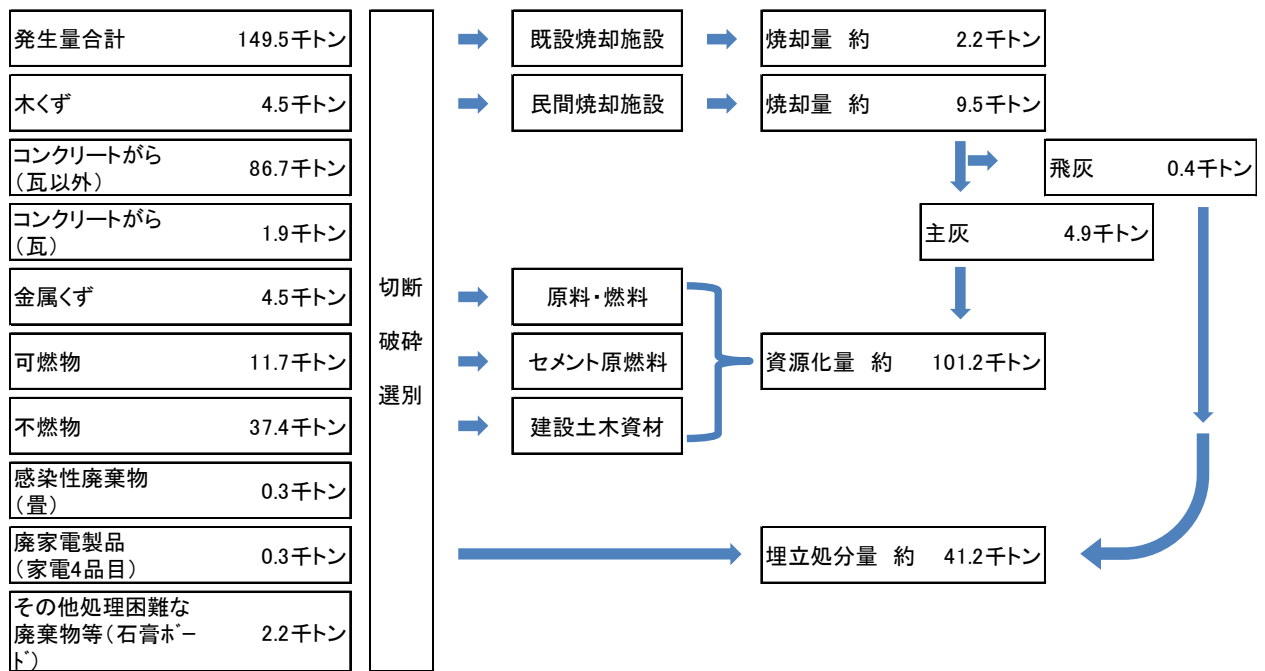 発生量合計 149.5千トン
既設焼却施設
焼却量 約 2.2千トン
木くず 4.5千トン
民間焼却施設
焼却量 約 9.5千トン
コンクリートがら
(瓦以外) 86.7千トン
飛灰 0.4千トン
コンクリートがら
(瓦) 1.9千トン
主灰 4.9千トン
切断
破砕
選別
金属くず 4.5千トン
原料・燃料
可燃物 11.7千トン
セメント原燃料
資源化量 約 101.2千トン
不燃物 37.4千トン
建設土木資材
感染性廃棄物
(畳) 0.3千トン
廃家電製品
(家電4品目) 0.3千トン
埋立処分量 約 41.2千トン
その他処理困難な
廃棄物等(石膏ボー
ド) 2.2千トン